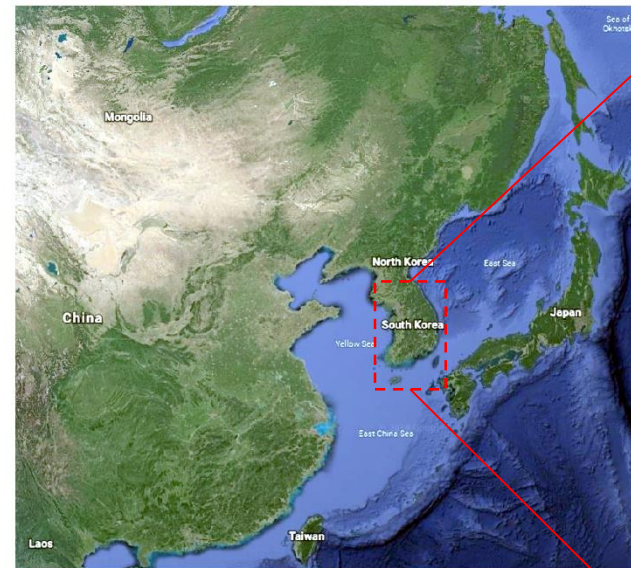 Sea of
Okhotsk
Mongolia
North Korea
East Sea
China
South Korea
Japan
Yellow Sea
East China Sea
Taiwan
Laos